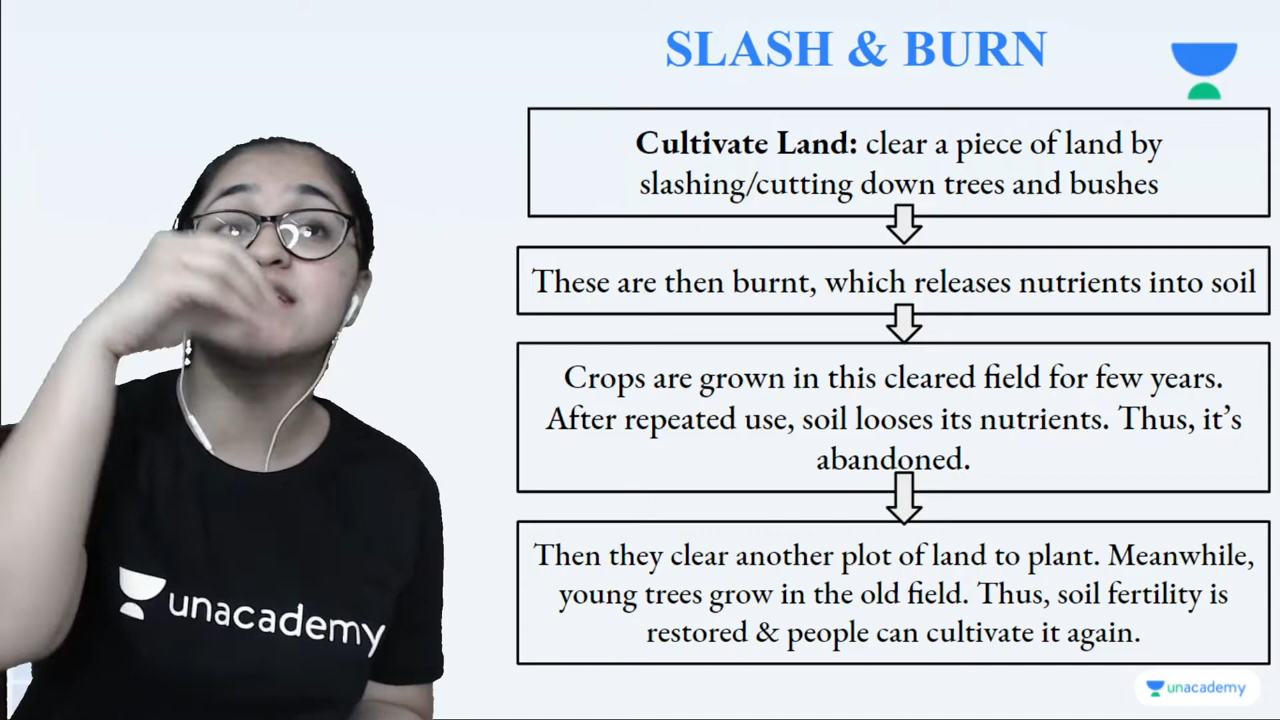 SLASH & BURN
Cultivate Land: clear a piece of land by
slashing/cutting down trees and bushes
These are then burnt, which releases nutrients into soil
Crops are grown in this cleared field for few years.
After repeated use, soil looses its nutrients. Thus, it’s
abandoned.
Then they clear another plot of land to plant. Meanwhile,
young trees grow in the old field. Thus, soil fertility is
restored & people can cultivate it again.
unacademy
unacademy